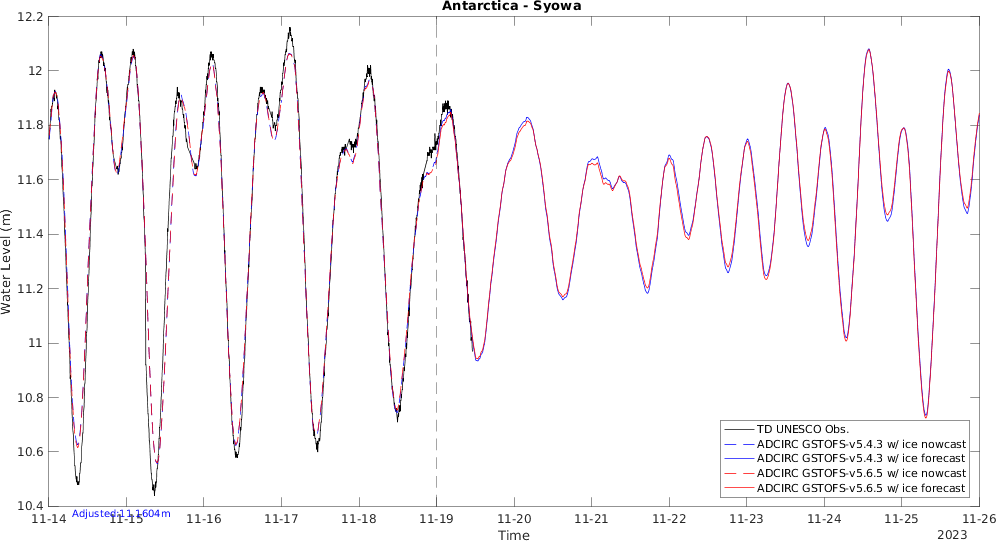 Antarctica - Syowa
Water Level (m)
12.2
12
11.8
11.6
11.4
11.2
11
10.8
10.6
10.4
TD UNESCO Obs.
ADCIRC GSTOFS-v5.4.3 w/ ice nowcast
ADCIRC GSTOFS-v5.4.3 w/ ice forecast
ADCIRC GSTOFS-v5.6.5 w/ ice nowcast
ADCIRC GSTOFS-v5.6.5 w/ ice forecast
Adjusted:11.1604m
11-14 11-15 11-16 11-17 11-18 11-19 11-20 11-21 11-22 11-23 11-24 11-25 11-26
Time
2023